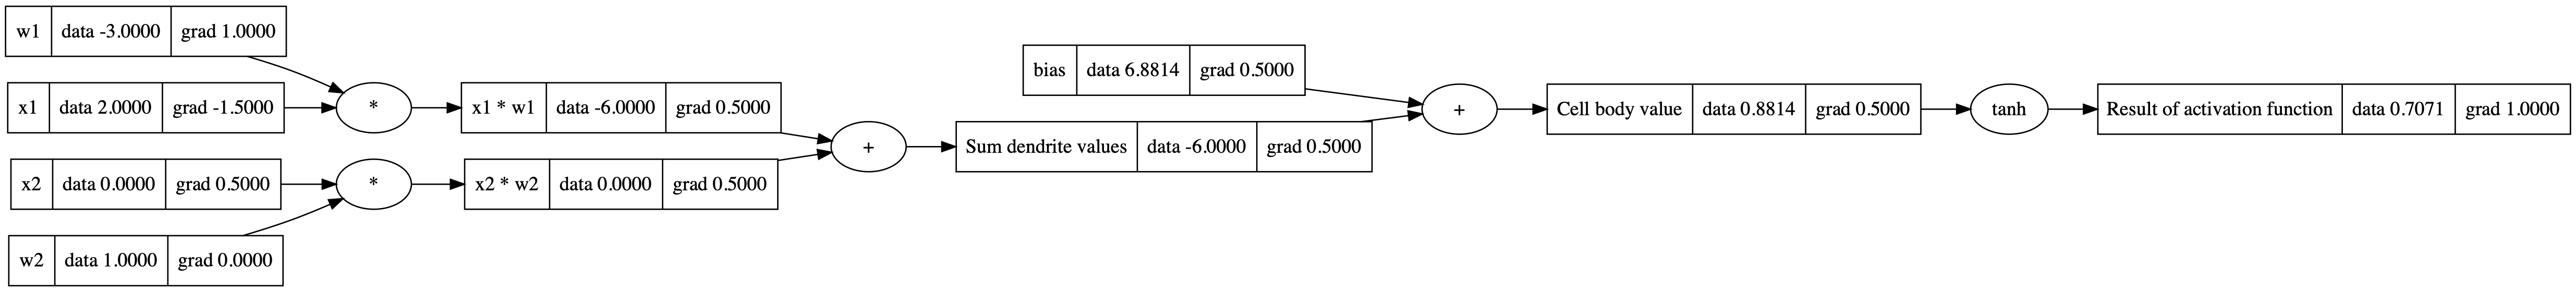 w1 data -3.0000 grad 1.0000
x1 data 2.0000 grad -1.5000
x2 data 0.0000 grad 0.5000
w2 data 1.0000 grad 0.0000
*
*
x1 * w1 data -6.0000 grad 0.5000
x2 * w2 data 0.0000 grad 0.5000
+
bias data 6.8814 grad 0.5000
Sum dendrite values data -6.0000 grad 0.5000
+
Cell body value data 0.8814 grad 0.5000
tanh
Result of activation function data 0.7071 grad 1.0000